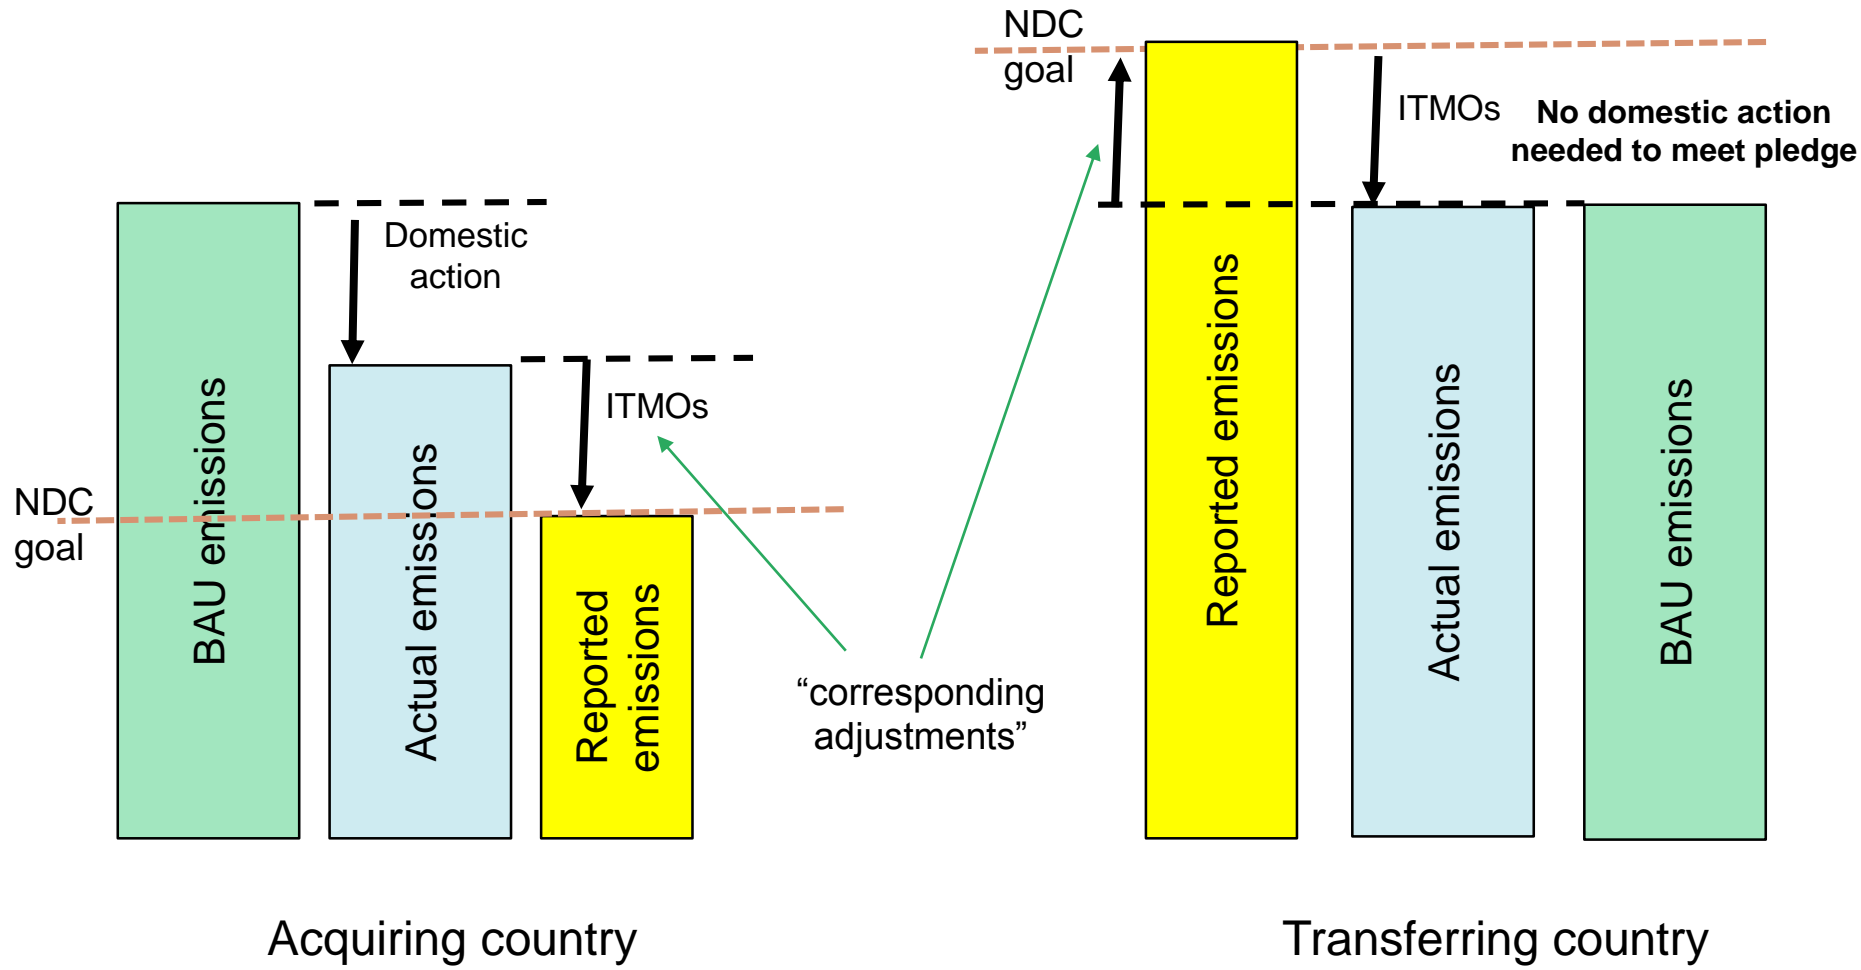 NDC
goal
ITMOs
No domestic action
needed to meet pledge
Domestic
action
ITMOs
NDC
goal
BAU emissions
Actual emissions
Reported
emissions
“corresponding
adjustments”
Reported emissions
Actual emissions
BAU emissions
Acquiring country
Transferring country